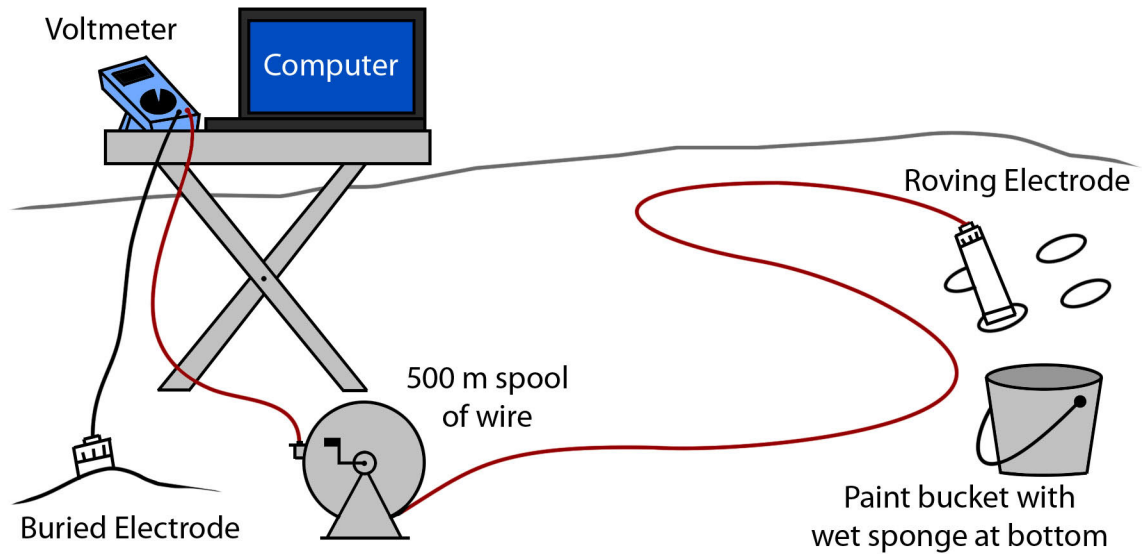 Voltmeter
Computer
Roving Electrode
500 m spool
of wire
Buried Electrode
Paint bucket with
wet sponge at bottom